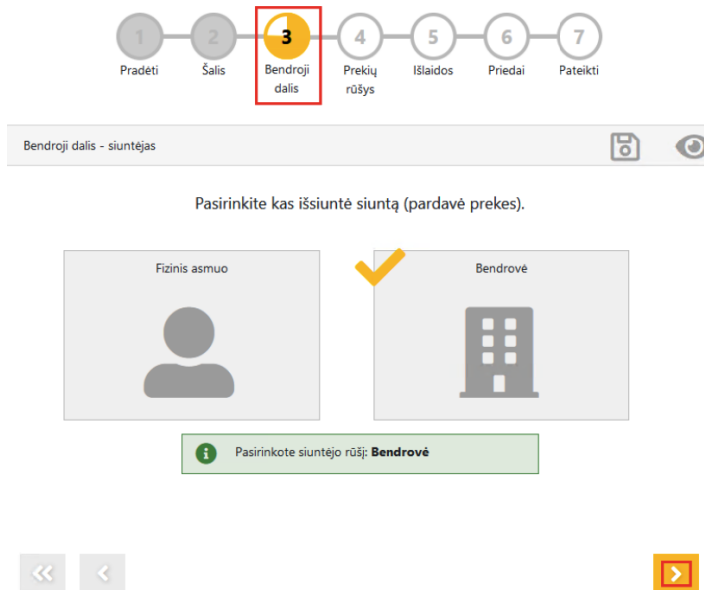 1
2
3
4
5
6
7
Pradėti
Šalis
Bendroji
dalis
Prekių
rūšys
Išlaidos
Priedai
Pateikti
Bendroji dalis - siuntėjas
Pasirinkite kas išsiuntė siuntą (pardavė prekes).
Fizinis asmuo
Bendrovė
Pasirinkote siuntėjo rūšį: Bendrovė